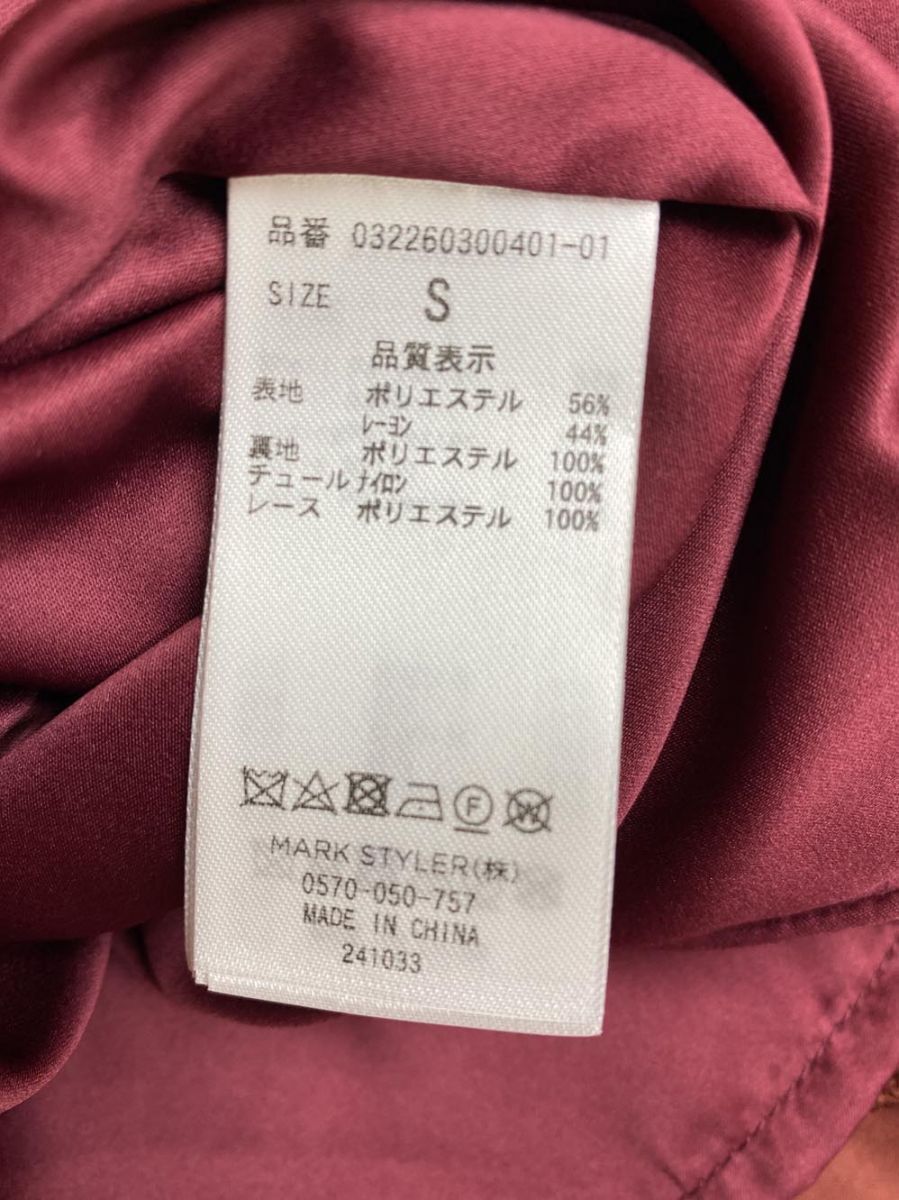 品番 032260300401-01
SIZE S
品質表示
表地 ポリエステル 56%
ﾚｰﾖﾝ 44%
裏地 ポリエステル 100%
チュール ﾅｲﾛﾝ 100%
レース ポリエステル 100%
F W
MARK STYLER(株)
0570-050-757
MADE IN CHINA
241033